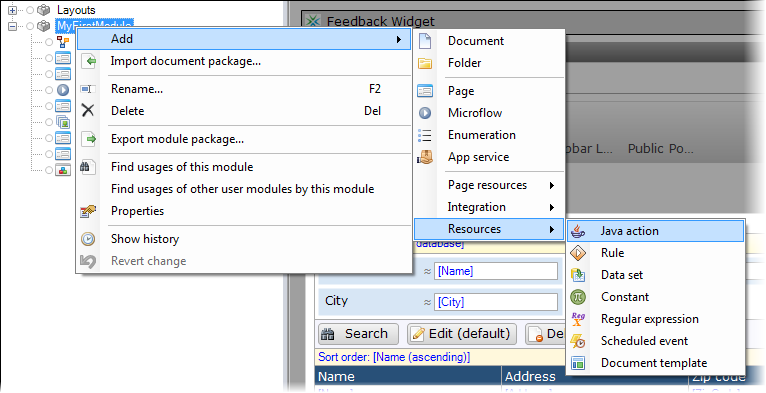 Layouts
MyFirstModule
Feedback Widget
Add
Import document package...
Rename... F2
Delete Del
Export module package...
Find usages of this module
Find usages of other user modules by this module
Properties
Show history
Revert change
Document
Folder
Page
Microflow
Enumeration
App service
Page resources
Integration
Resources
Java action
Rule
Data set
Constant
Regular expression
Scheduled event
Document template
obar L... Public Po...
database]
≈ [Name]
City ≈ [City]
Search Edit (default) De
Sort order: [Name (ascending)]
Name Address Zip code